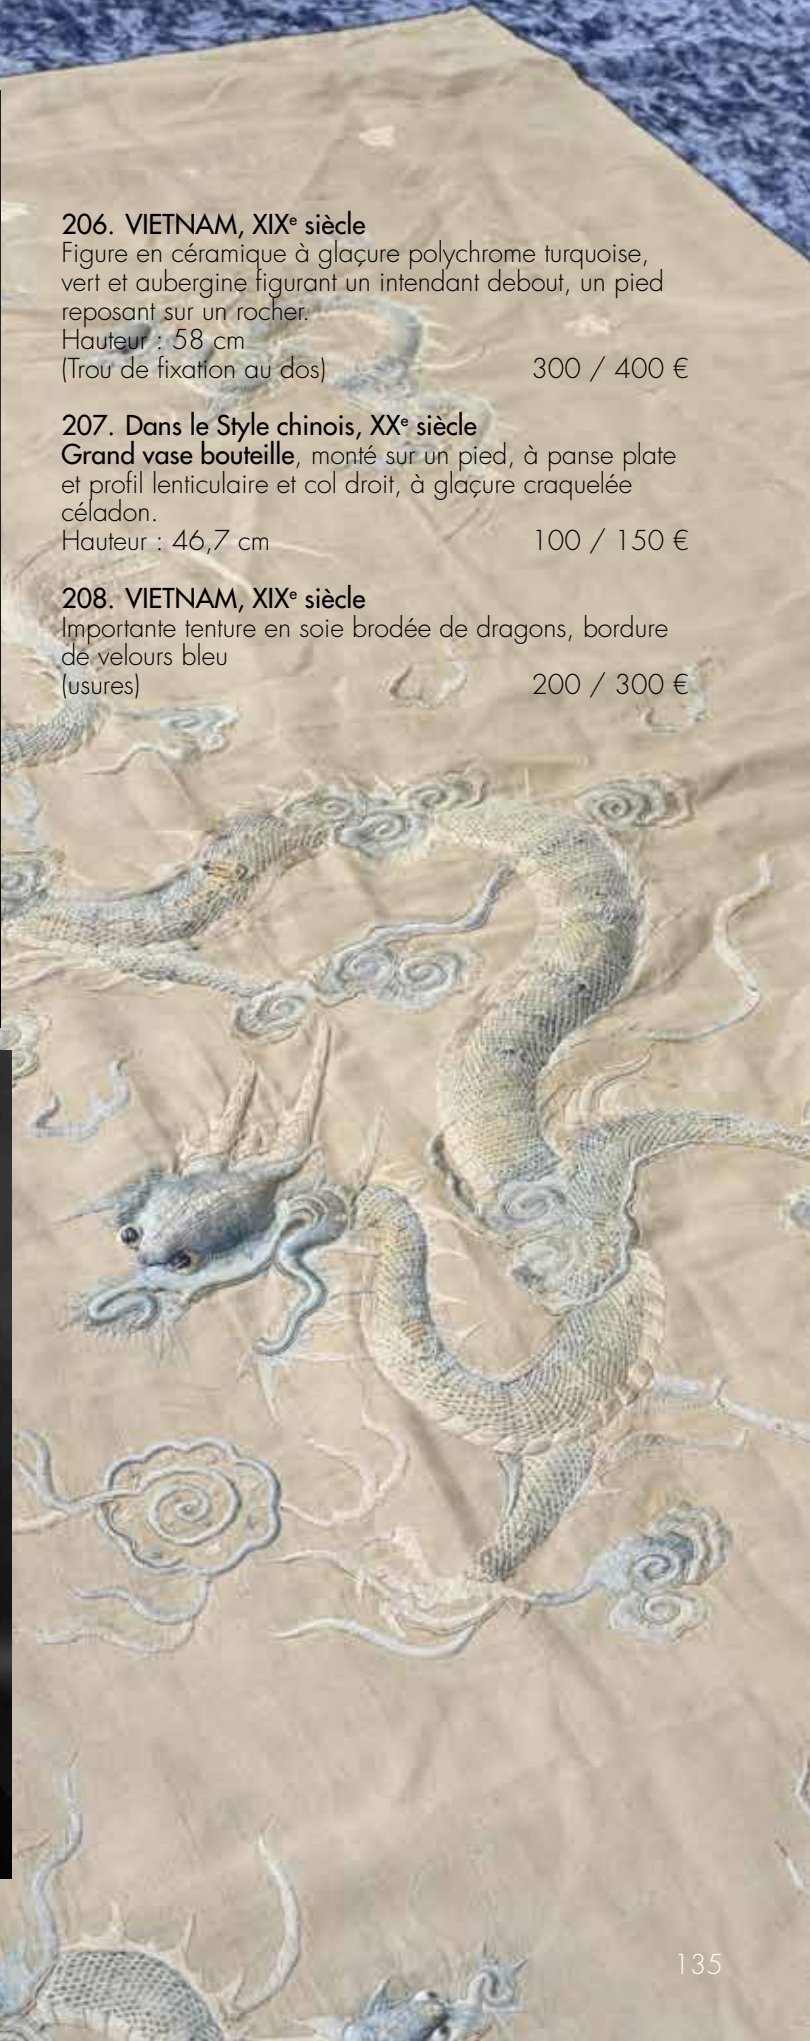 206. VIETNAM, XIXᵉ siècle
Figure en céramique à glaçure polychrome turquoise,
vert et aubergine figurant un intendant debout, un pied
reposant sur un rocher.
Hauteur : 58 cm
(Trou de fixation au dos) 300 / 400 €
207. Dans le Style chinois, XXᵉ siècle
Grand vase bouteille, monté sur un pied, à panse plate
et profil lenticulaire et col droit, à glaçure craquelée
céladon.
Hauteur : 46,7 cm 100 / 150 €
208. VIETNAM, XIXᵉ siècle
Importante tenture en soie brodée de dragons, bordure
de velours bleu
(usures) 200 / 300 €
135